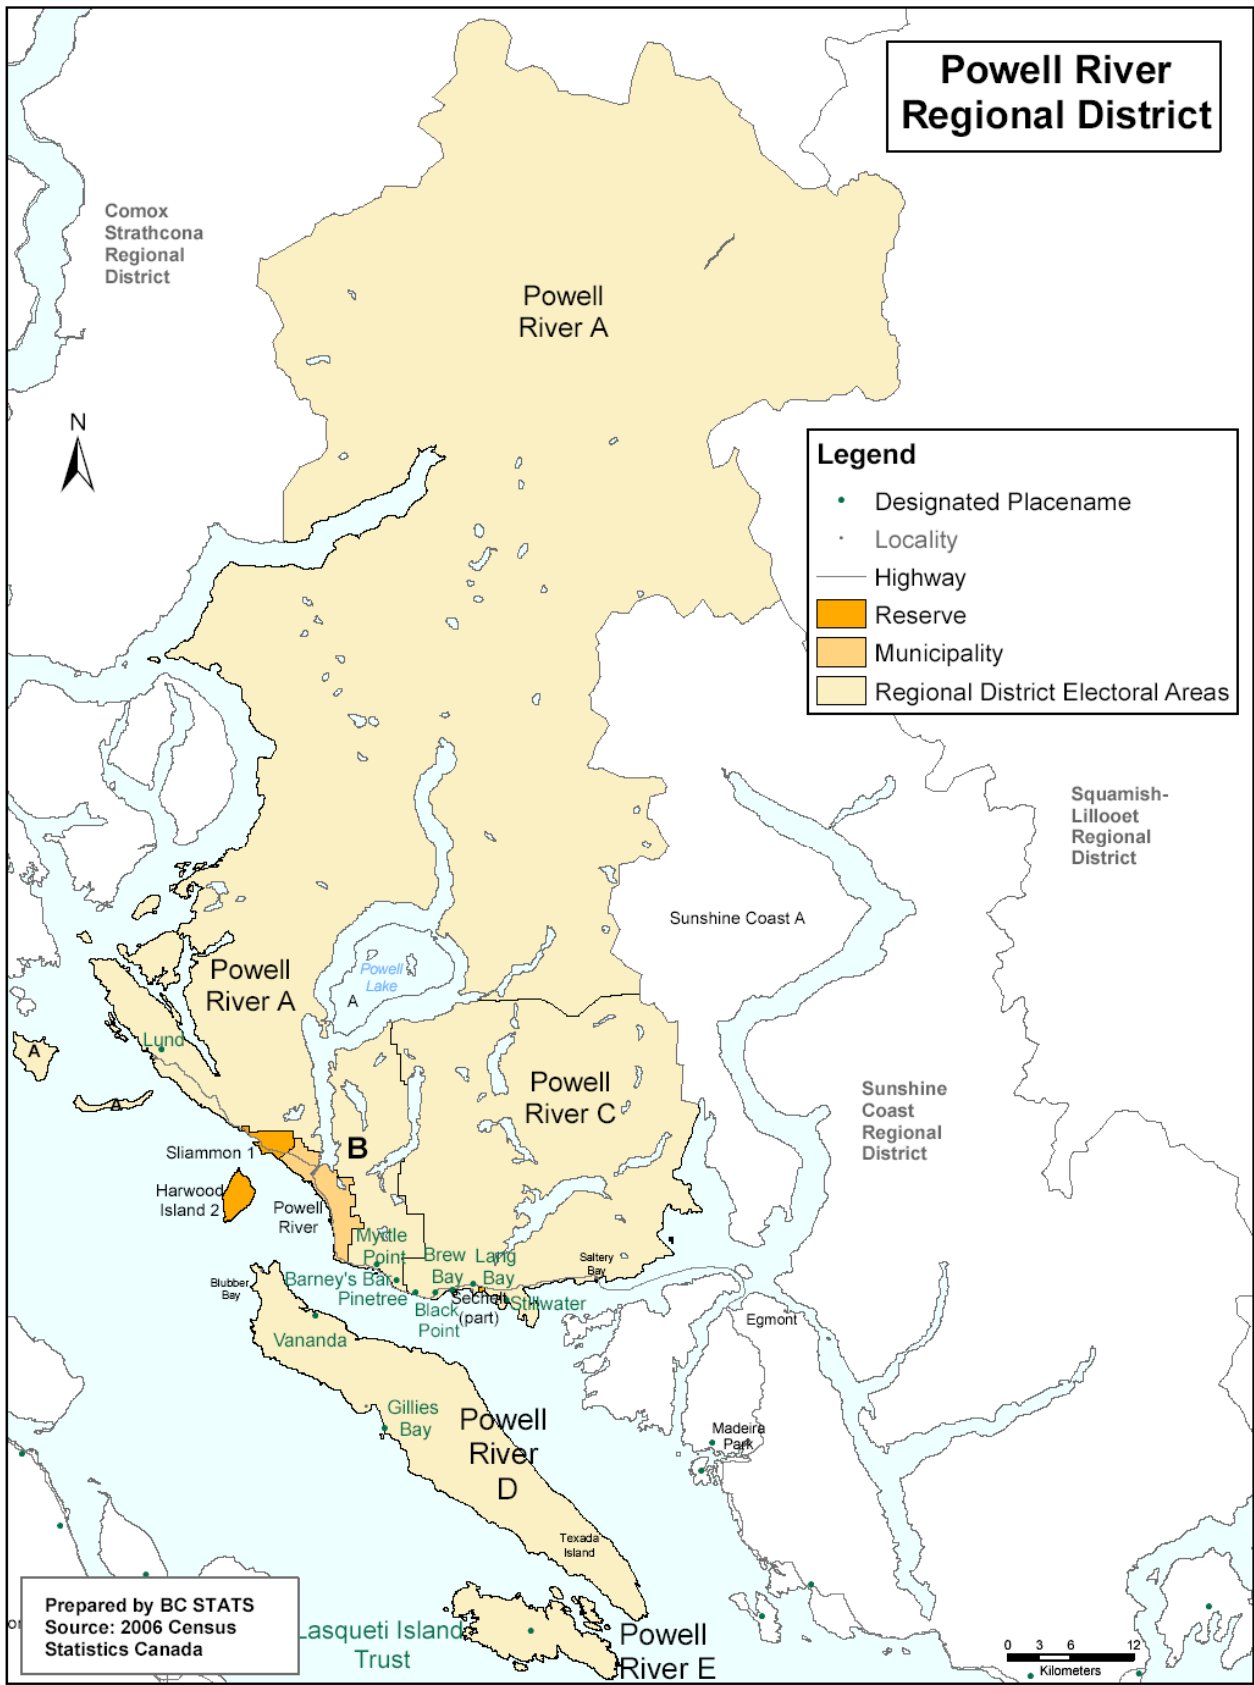 Powell River
Regional District
Comox
Strathcona
Regional
District
Powell
River A
N
Legend
Designated Placename
Locality
Highway
Reserve
Municipality
Regional District Electoral Areas
Squamish-
Lillooet
Regional
District
Sunshine Coast A
Powell
River A
Powell
Lake
A
Lund
A
A
Powell
River C
Sunshine
Coast
Regional
District
B
Sliammon 1
Harwood
Island 2
Powell
River
Myrtle
Point
Brew
Bay
Lang
Bay
Saltery
Bay
Blubber
Bay
Barney's Bar
Pinetree
Black
Point
Sechelt
(part)
Stillwater
Egmont
Vananda
Gillies
Bay
Powell
River
D
Madeira
Park
Texada
Island
Prepared by BC STATS
Source: 2006 Census
Statistics Canada
Lasqueti Island
Trust
Powell
River E
0 3 6 12
Kilometers